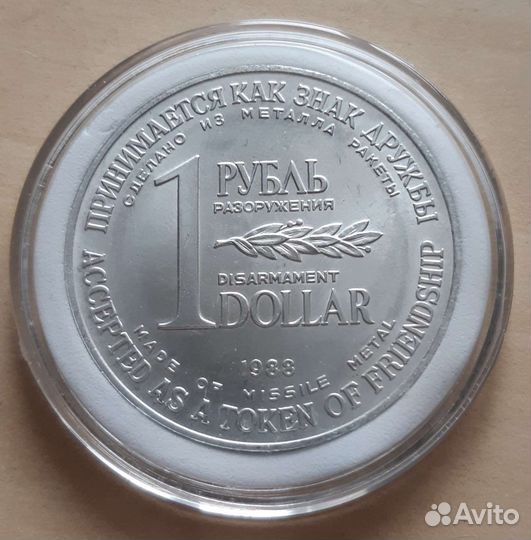 ПРИНИМАЕТСЯ КАК ЗНАК ДРУЖБЫ
СДЕЛАНО ИЗ МЕТАЛЛА РАКЕТЫ
1 РУБЛЬ
РАЗОРУЖЕНИЯ
DISARMAMENT
DOLLAR
1988
MADE OF MISSILE METAL
ACCEPTED AS A TOKEN OF FRIENDSHIP
Avito